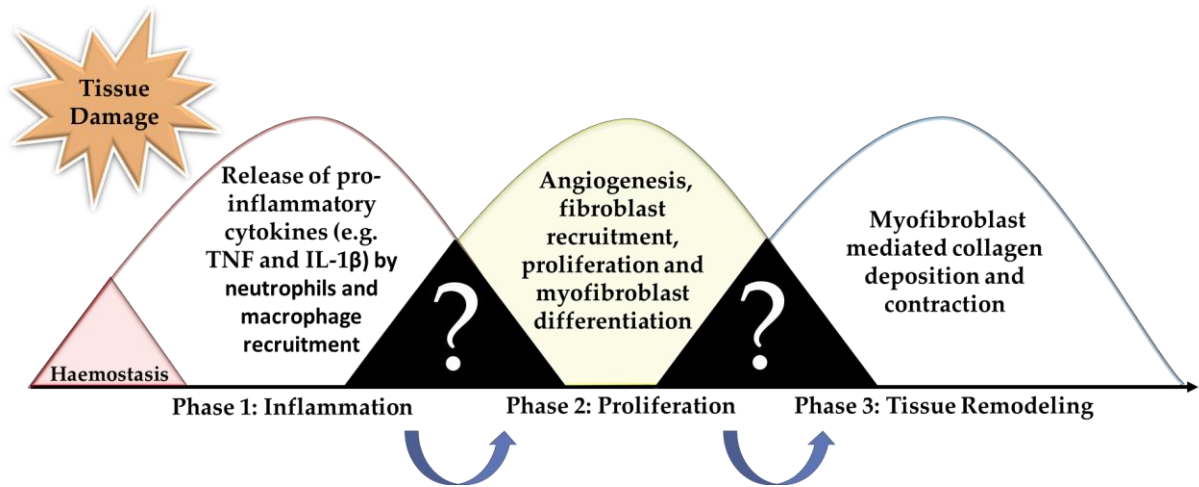 Tissue
Damage
Release of pro-
inflammatory
cytokines (e.g.
TNF and IL-1β) by
neutrophils and
macrophage
recruitment
Haemostasis
?
Angiogenesis,
fibroblast
recruitment,
proliferation and
myofibroblast
differentiation
?
Myofibroblast
mediated collagen
deposition and
contraction
Phase 1: Inflammation
Phase 2: Proliferation
Phase 3: Tissue Remodeling